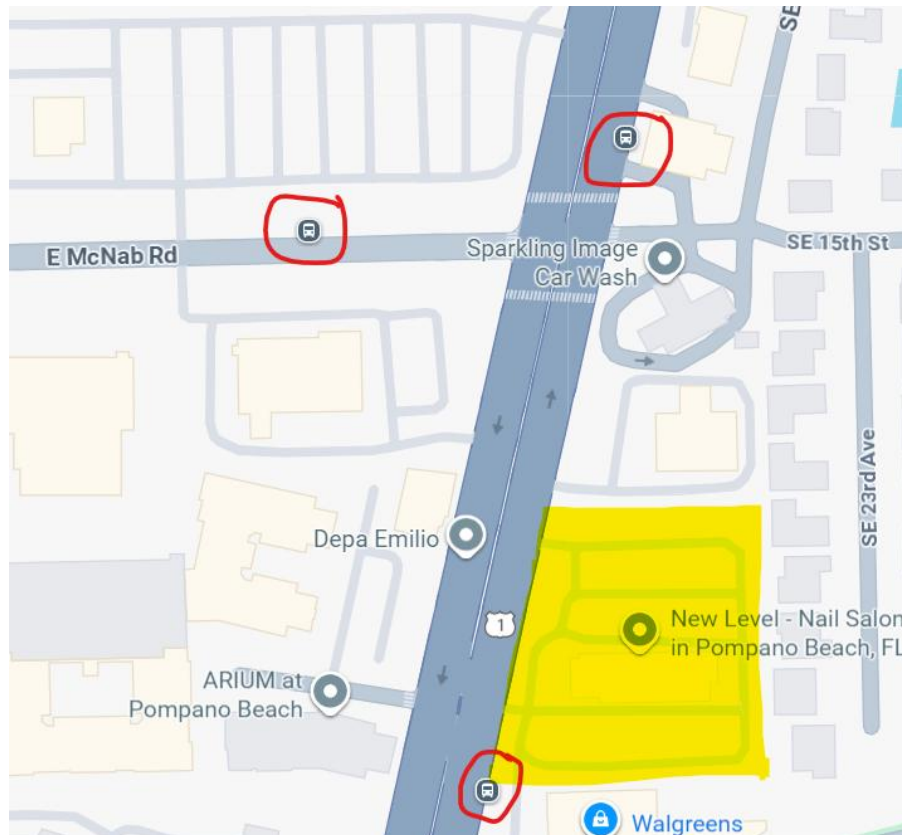 SE
E McNab Rd
SE 15th St
Sparkling Image
Car Wash
SE 23rd Ave
Depa Emilio
1
New Level - Nail Salon
in Pompano Beach, FL
ARIUM at
Pompano Beach
Walgreens